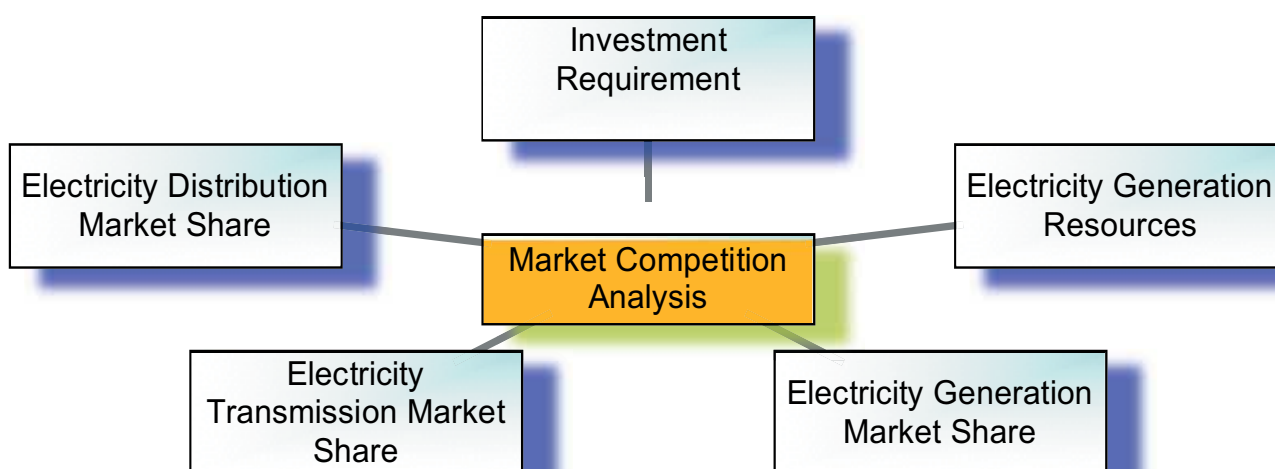 Investment
Requirement
Electricity Distribution
Market Share
Electricity Generation
Resources
Market Competition
Analysis
Electricity
Transmission Market
Share
Electricity Generation
Market Share